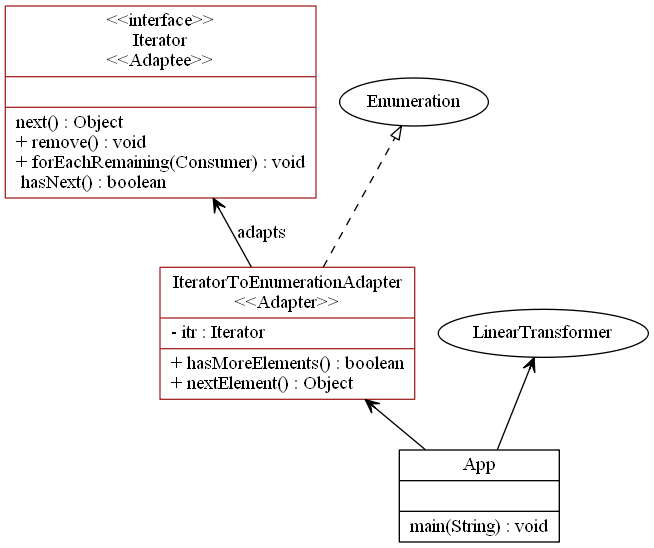 <<interface>>
Iterator
<<Adaptee>>
next() : Object
+ remove() : void
+ forEachRemaining(Consumer) : void
hasNext() : boolean
Enumeration
adapts
IteratorToEnumerationAdapter
<<Adapter>>
- itr : Iterator
+ hasMoreElements() : boolean
+ nextElement() : Object
LinearTransformer
App
main(String) : void